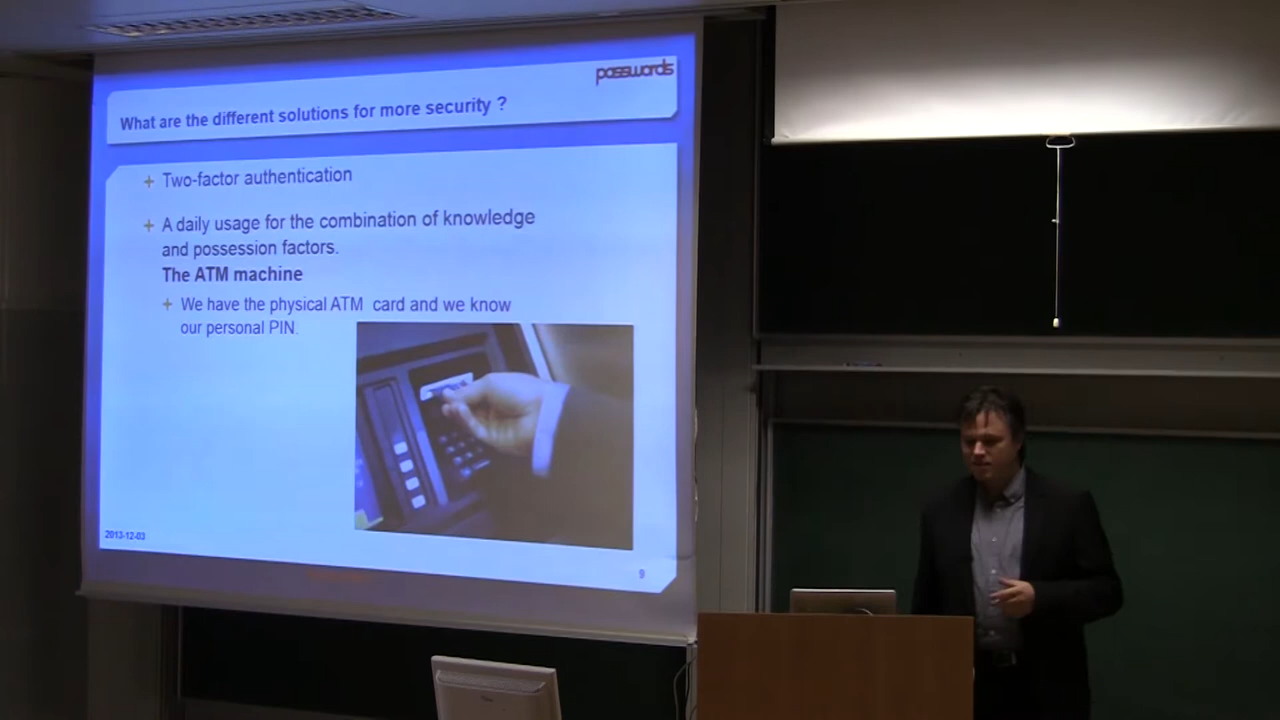 passwords
What are the different solutions for more security ?
+ Two-factor authentication
+ A daily usage for the combination of knowledge
and possession factors.
The ATM machine
+ We have the physical ATM card and we know
our personal PIN.
2013-12-03
9